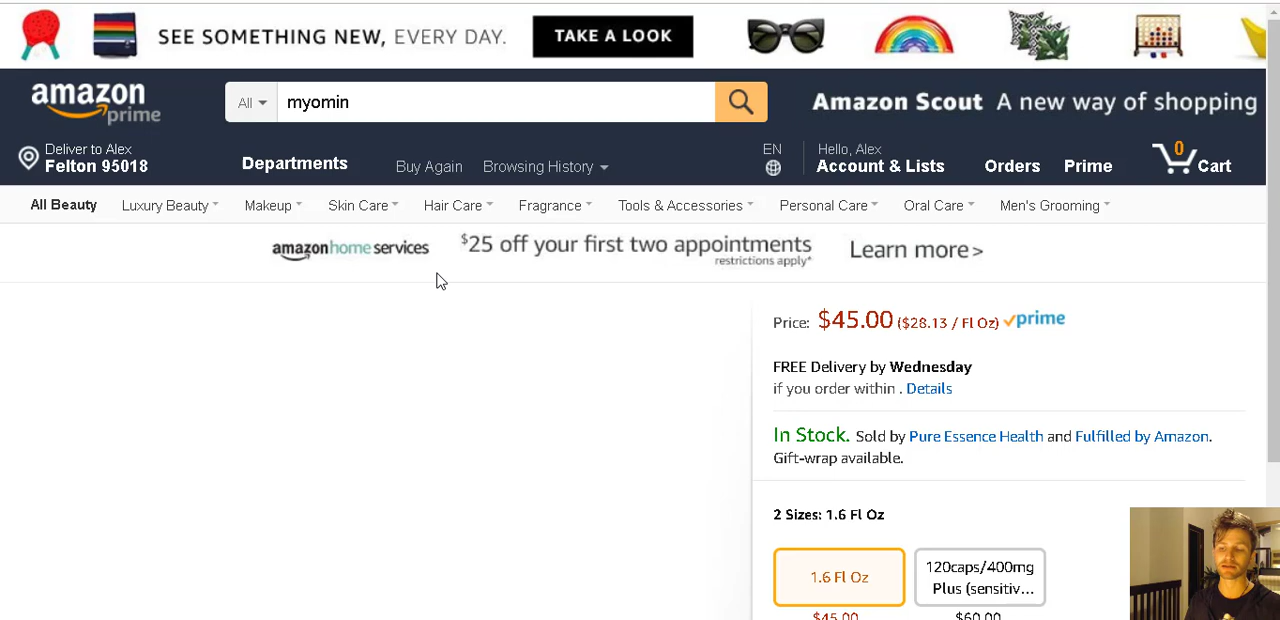 SEE SOMETHING NEW, EVERY DAY. TAKE A LOOK
amazon prime
All
myomin
Amazon Scout A new way of shopping
Deliver to Alex
Felton 95018
Departments
Buy Again
Browsing History
EN
Hello, Alex
Account & Lists
Orders
Prime
0
Cart
All Beauty Luxury Beauty Makeup Skin Care Hair Care Fragrance Tools & Accessories Personal Care Oral Care Men's Grooming
amazonhome services $25 off your first two appointments Learn more >
restrictions apply*
Price: $45.00 ($28.13 / Fl Oz) prime
FREE Delivery by Wednesday
if you order within . Details
In Stock. Sold by Pure Essence Health and Fulfilled by Amazon.
Gift-wrap available.
2 Sizes: 1.6 Fl Oz
1.6 Fl Oz
$45.00
120caps/400mg
Plus (sensitiv...
$60.00